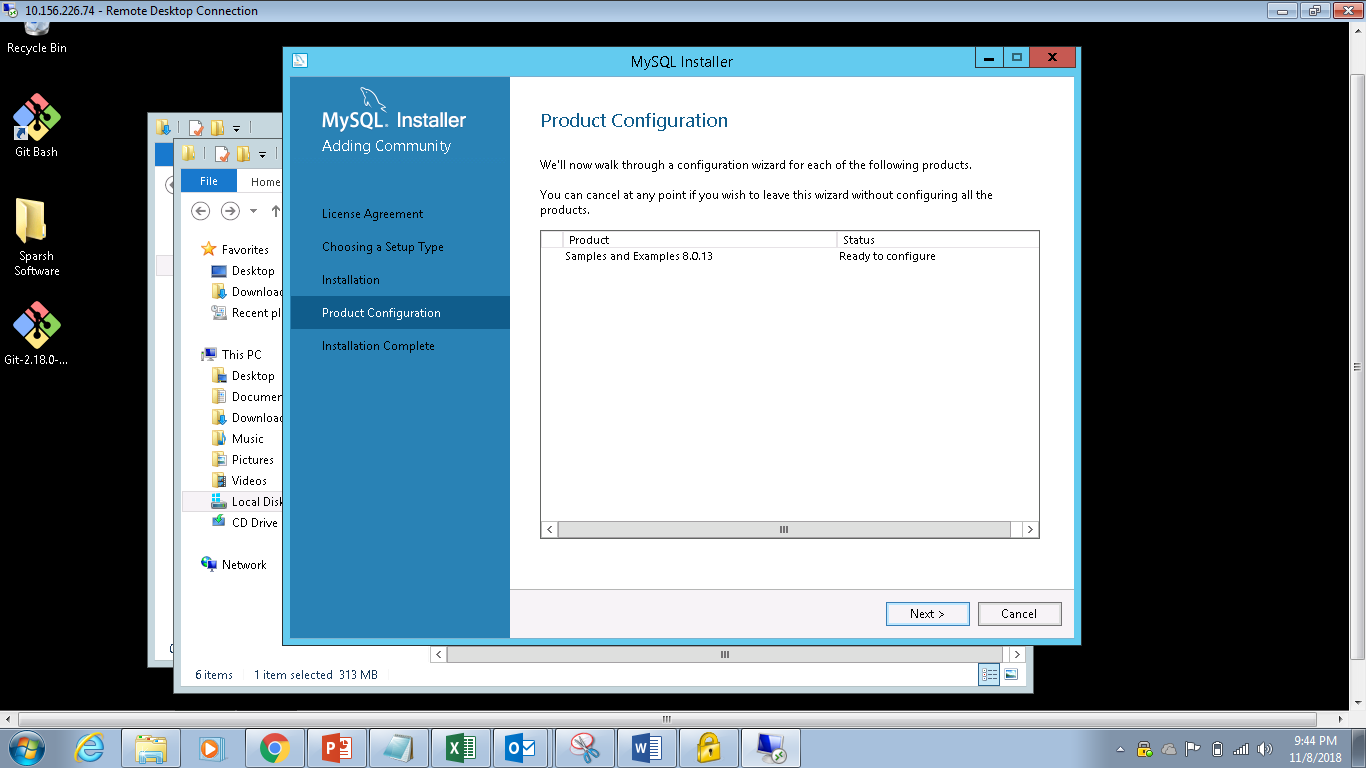 10.156.226.74 - Remote Desktop Connection
Recycle Bin
Git Bash
Sparsh
Software
Git-2.18.0-...
File
Home
Favorites
Desktop
Downloac
Recent pl
This PC
Desktop
Documer
Downloac
Music
Pictures
Videos
Local Disk
CD Drive
Network
6 items
1 item selected 313 MB
MySQL Installer
MySQL. Installer
Adding Community
License Agreement
Choosing a Setup Type
Installation
Product Configuration
Installation Complete
Product Configuration
We'll now walk through a configuration wizard for each of the following products.
You can cancel at any point if you wish to leave this wizard without configuring all the
products.
Product Status
Samples and Examples 8.0.13 Ready to configure
Next >
Cancel
9:44 PM
11/8/2018